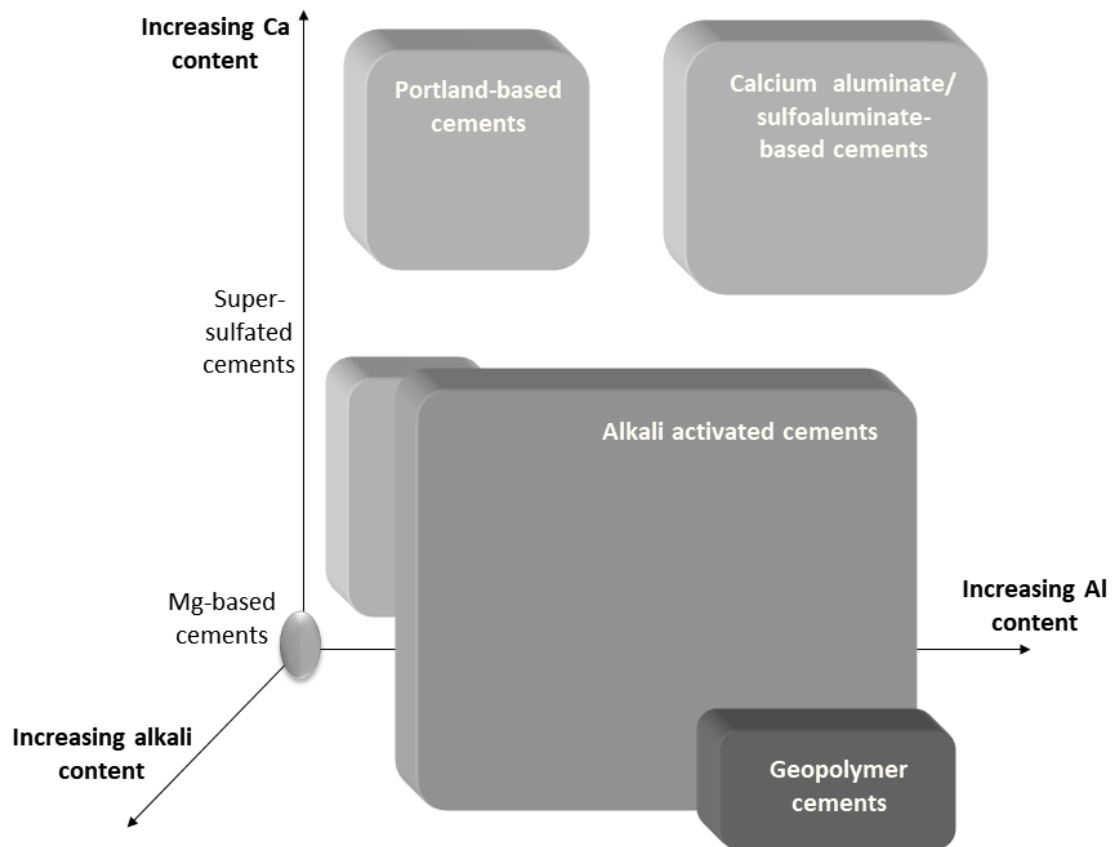 Increasing Ca
content
Portland-based
cements
Calcium aluminate/
sulfoaluminate-
based cements
Super-
sulfated
cements
Alkali activated cements
Mg-based
cements
Increasing Al
content
Increasing alkali
content
Geopolymer
cements